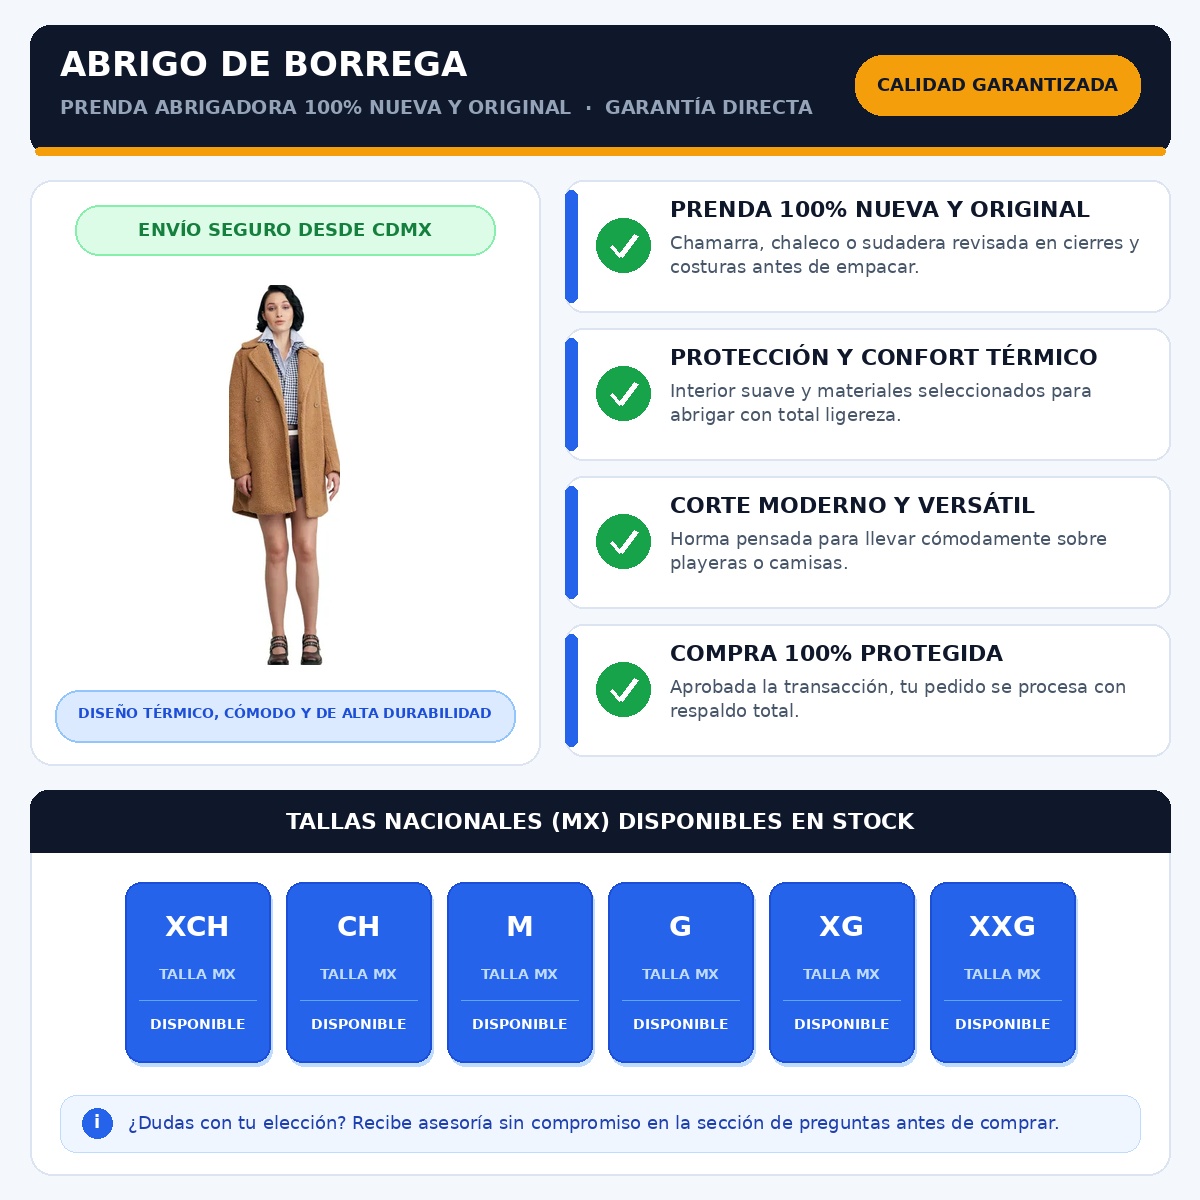 ABRIGO DE BORREGA
PRENDA ABRIGADORA 100% NUEVA Y ORIGINAL · GARANTÍA DIRECTA
CALIDAD GARANTIZADA
ENVÍO SEGURO DESDE CDMX
DISEÑO TÉRMICO, CÓMODO Y DE ALTA DURABILIDAD
PRENDA 100% NUEVA Y ORIGINAL
Chamarra, chaleco o sudadera revisada en cierres y
costuras antes de empacar.
PROTECCIÓN Y CONFORT TÉRMICO
Interior suave y materiales seleccionados para
abrigar con total ligereza.
CORTE MODERNO Y VERSÁTIL
Horma pensada para llevar cómodamente sobre
playeras o camisas.
COMPRA 100% PROTEGIDA
Aprobada la transacción, tu pedido se procesa con
respaldo total.
TALLAS NACIONALES (MX) DISPONIBLES EN STOCK
XCH
TALLA MX
DISPONIBLE
CH
TALLA MX
DISPONIBLE
M
TALLA MX
DISPONIBLE
G
TALLA MX
DISPONIBLE
XG
TALLA MX
DISPONIBLE
XXG
TALLA MX
DISPONIBLE
i
¿Dudas con tu elección? Recibe asesoría sin compromiso en la sección de preguntas antes de comprar.